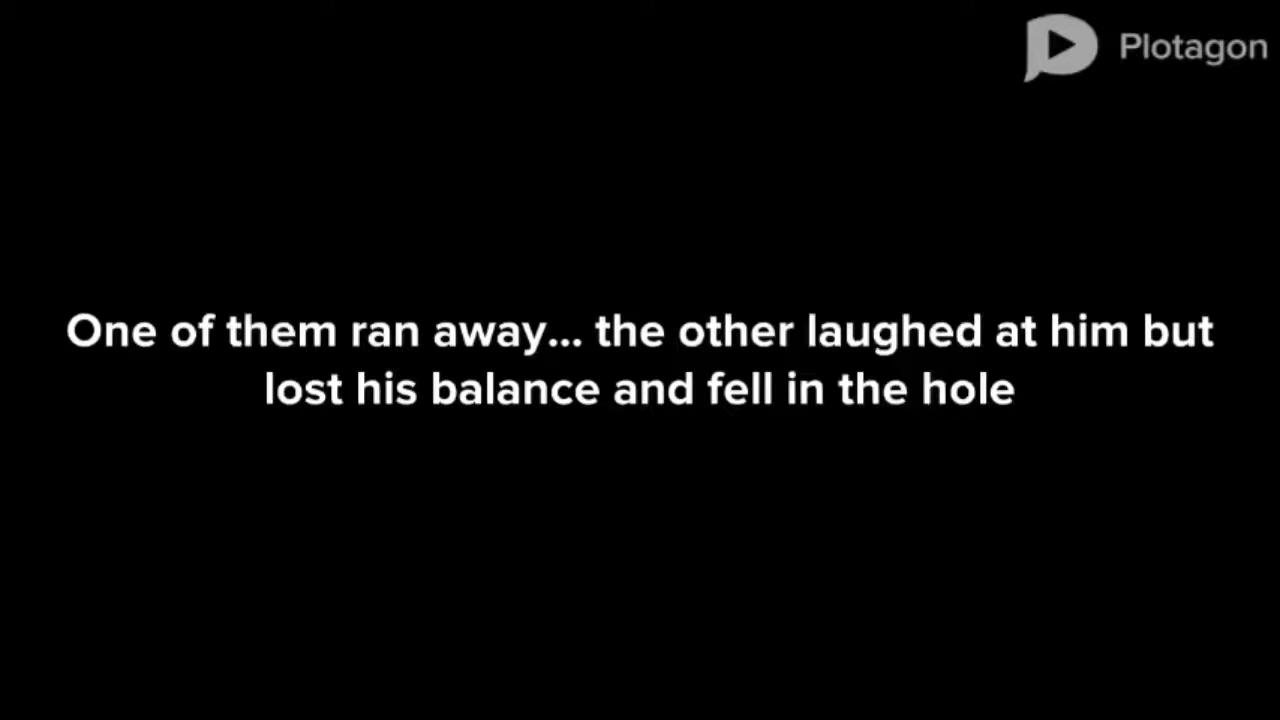 Plotagon
One of them ran away... the other laughed at him but
lost his balance and fell in the hole